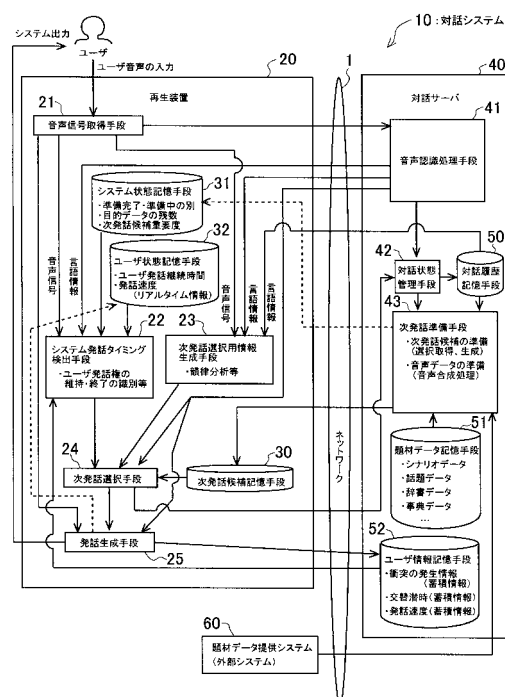 10：対話システム
システム出力
ユーザ
ユーザ音声の入力
20
再生装置
21
音声信号取得手段
31
システム状態記憶手段
・準備完了・準備中の別
・目的データの残数
・次発話候補重要度
32
ユーザ状態記憶手段
・ユーザ発話継続時間
・発話速度
（リアルタイム情報）
音声信号
言語情報
22
システム発話タイミング
検出手段
・ユーザ発話権の
維持・終了の識別等
音声信号
言語情報
言語情報
23
次発話選択用情報
生成手段
・韻律分析等
24
次発話選択手段
30
次発話候補記憶手段
発話生成手段
25
1
ネットワーク
40
対話サーバ
41
音声認識処理手段
42
対話状態
管理手段
50
対話履歴
記憶手段
43
次発話準備手段
・次発話候補の準備
（選択取得、生成）
・音声データの準備
（音声合成処理）
51
題材データ記憶手段
・シナリオデータ
・話題データ
・辞書データ
・事典データ
…
52
ユーザ情報記憶手段
・衝突の発生情報
（蓄積情報）
・交替潜時（蓄積情報）
・発話速度（蓄積情報）
60
題材データ提供システム
（外部システム）